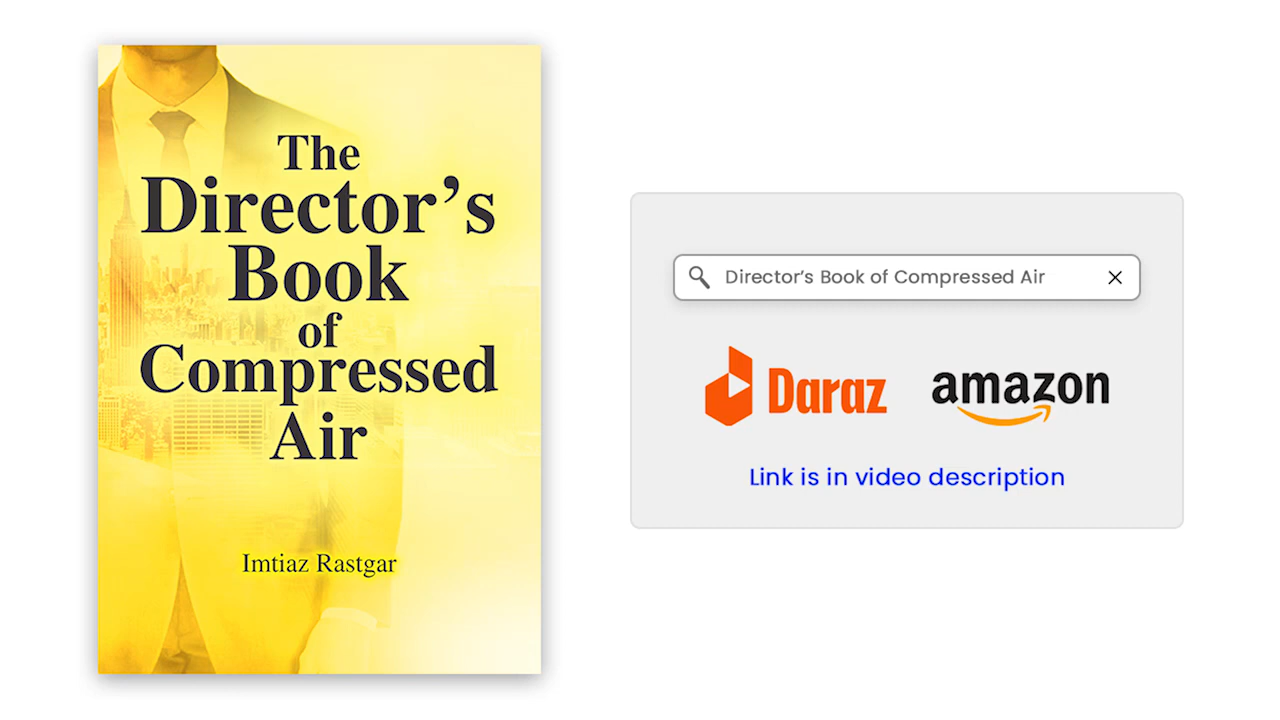 The
Director’s
Book
of
Compressed
Air
Imtiaz Rastgar
Director’s Book of Compressed Air
Daraz
amazon
Link is in video description